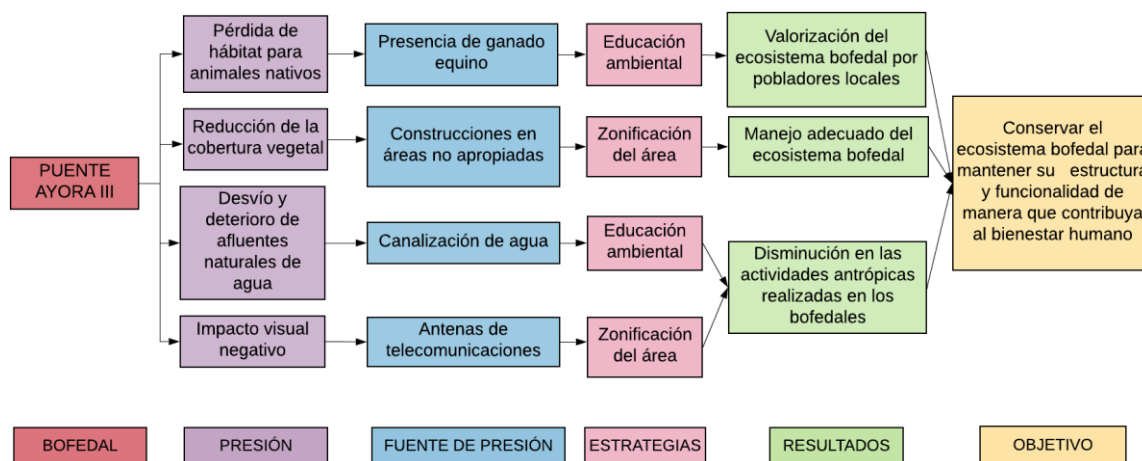 Pérdida de
hábitat para
animales nativos
Presencia de ganado
equino
Educación
ambiental
Valorización del
ecosistema bofedal por
pobladores locales
Reducción de la
cobertura vegetal
Construcciones en
áreas no apropiadas
Zonificación
del área
Manejo adecuado del
ecosistema bofedal
PUENTE
AYORA III
Desvío y
deterioro de
afluentes
naturales de
agua
Canalización de agua
Educación
ambiental
Disminución en las
actividades antrópicas
realizadas en los
bofedales
Impacto visual
negativo
Antenas de
telecomunicaciones
Zonificación
del área
Conservar el
ecosistema bofedal para
mantener su estructura
y funcionalidad de
manera que contribuya
al bienestar humano
BOFEDAL
PRESIÓN
FUENTE DE PRESIÓN
ESTRATEGIAS
RESULTADOS
OBJETIVO